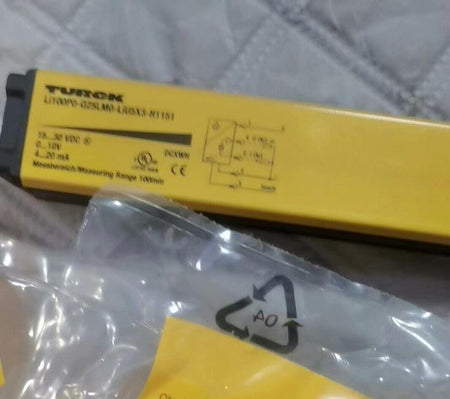 TURCK
Li100P0-Q25LM0-LiU5X3-H1151
15...30 VDC
0...10V
4...20 mA
Messbereich/Measuring Range 100mm
UL
CE
04